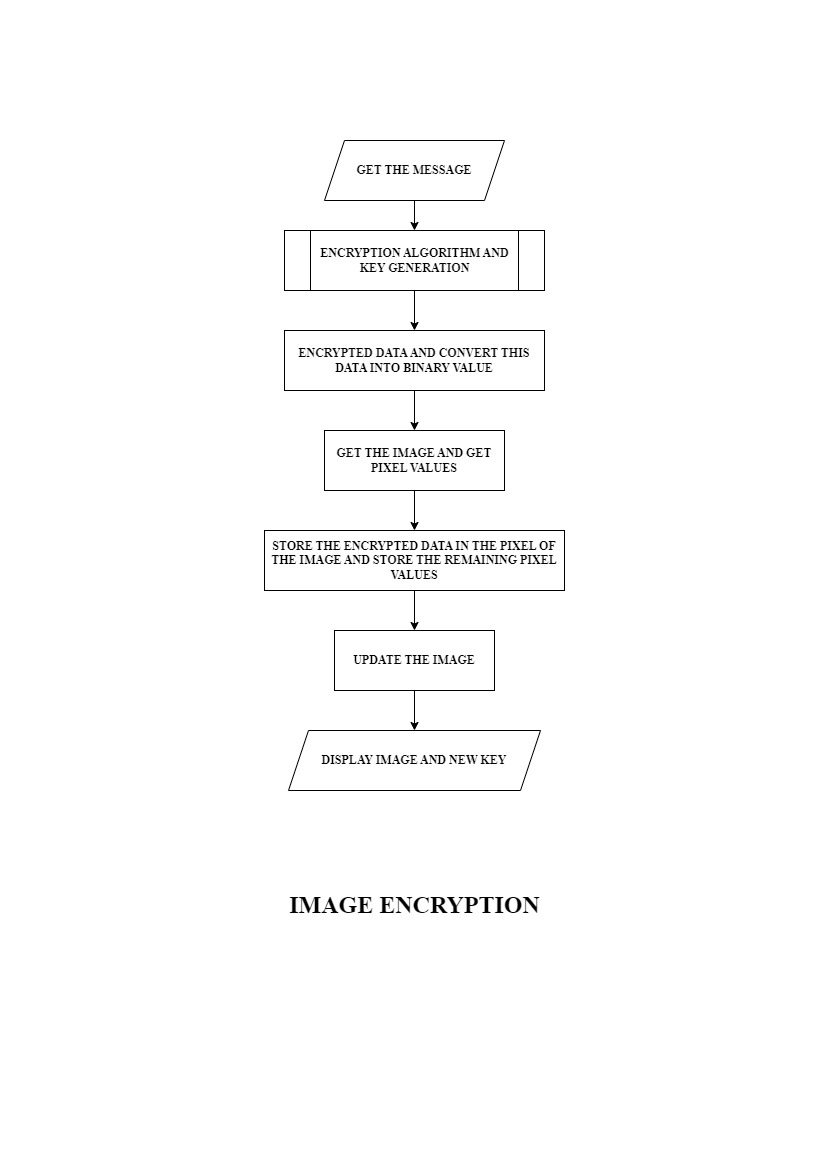 GET THE MESSAGE
ENCRYPTION ALGORITHM AND
KEY GENERATION
ENCRYPTED DATA AND CONVERT THIS
DATA INTO BINARY VALUE
GET THE IMAGE AND GET
PIXEL VALUES
STORE THE ENCRYPTED DATA IN THE PIXEL OF
THE IMAGE AND STORE THE REMAINING PIXEL
VALUES
UPDATE THE IMAGE
DISPLAY IMAGE AND NEW KEY
IMAGE ENCRYPTION